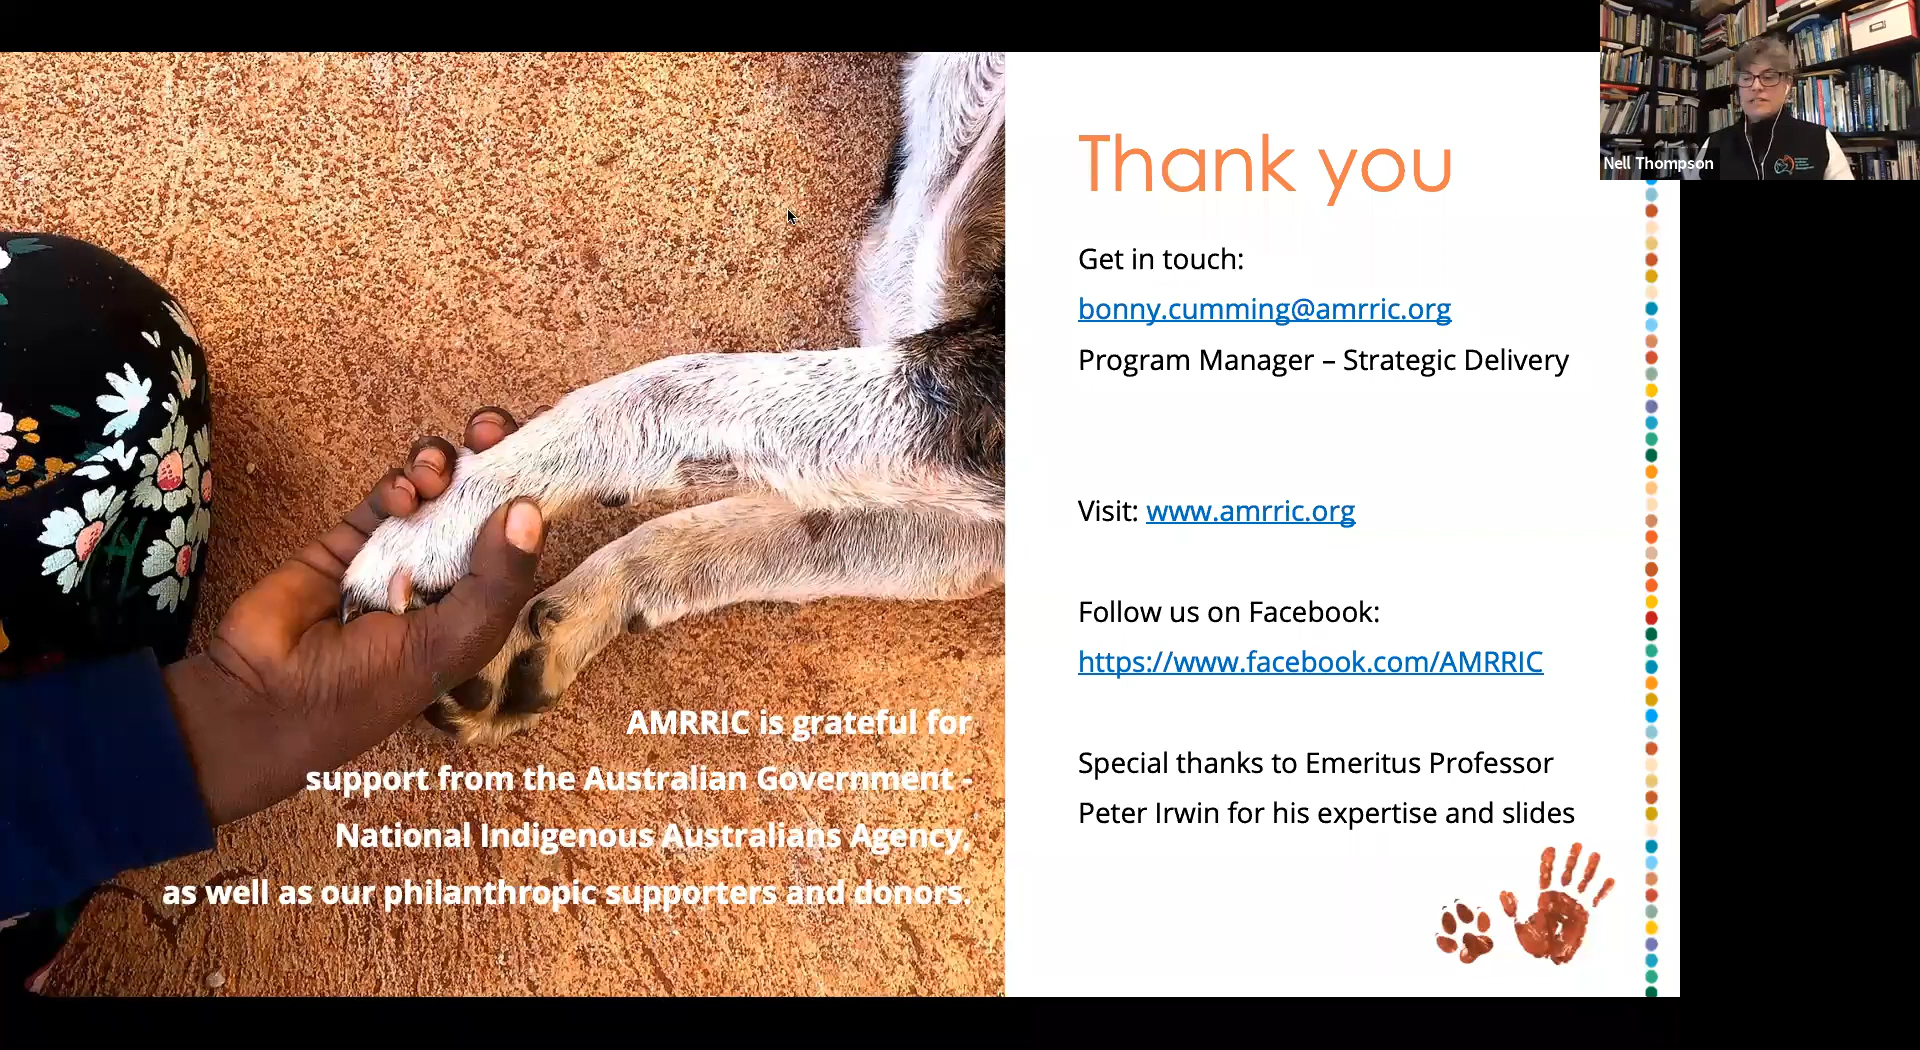 Thank you
Get in touch:
bonny.cumming@amrric.org
Program Manager – Strategic Delivery
Visit: www.amrric.org
Follow us on Facebook:
https://www.facebook.com/AMRRIC
Special thanks to Emeritus Professor
Peter Irwin for his expertise and slides
AMRRIC is grateful for
support from the Australian Government -
National Indigenous Australians Agency,
as well as our philanthropic supporters and donors.
Nell Thompson